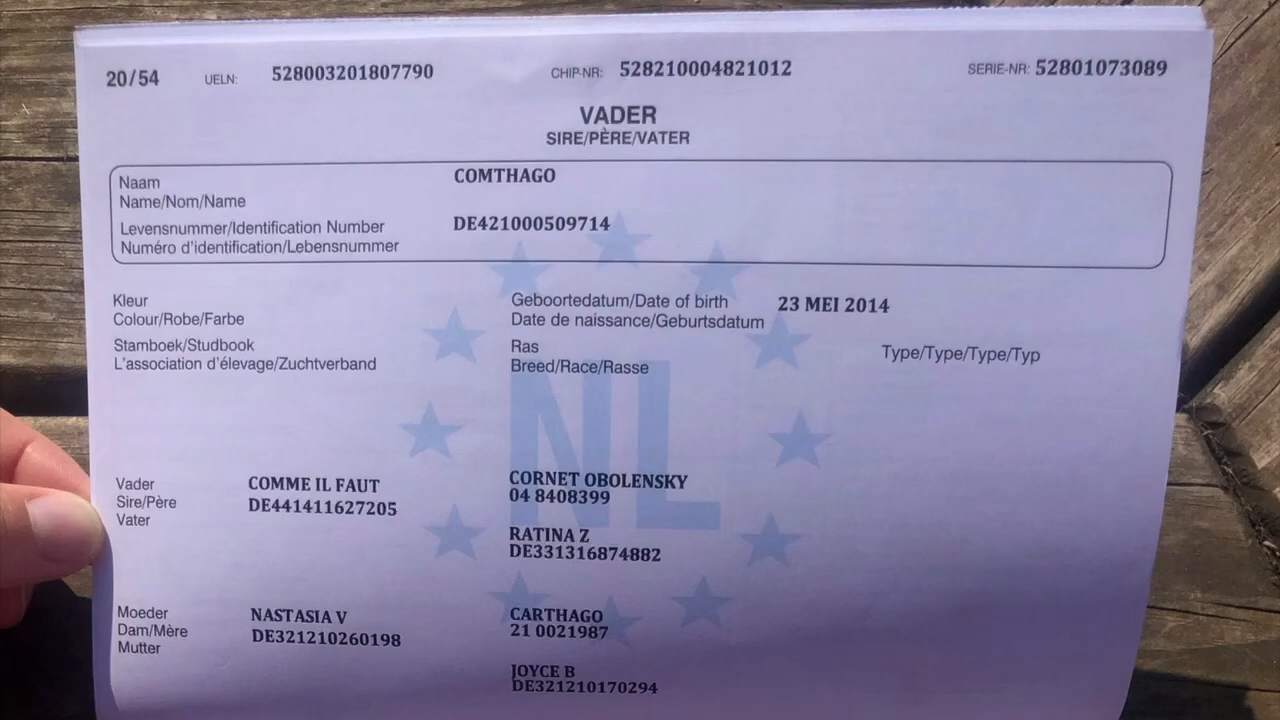 20/54 UELN: 528003201807790 CHIP-NR: 528210004821012 SERIE-NR: 52801073089
VADER
SIRE/PÈRE/VATER
Naam COMTHAGO
Name/Nom/Name
Levensnummer/Identification Number DE421000509714
Numéro d'identification/Lebensnummer
Kleur Geboortedatum/Date of birth 23 MEI 2014
Colour/Robe/Farbe Date de naissance/Geburtsdatum
Stamboek/Studbook Ras Type/Type/Type/Typ
L'association d'élevage/Zuchtverband Breed/Race/Rasse
NL
Vader COMME IL FAUT CORNET OBOLENSKY
Sire/Père DE441411627205 04 8408399
Vater
RATINA Z
DE331316874882
Moeder NASTASIA V CARTHAGO
Dam/Mère DE321210260198 21 0021987
Mutter
JOYCE B
DE321210170294